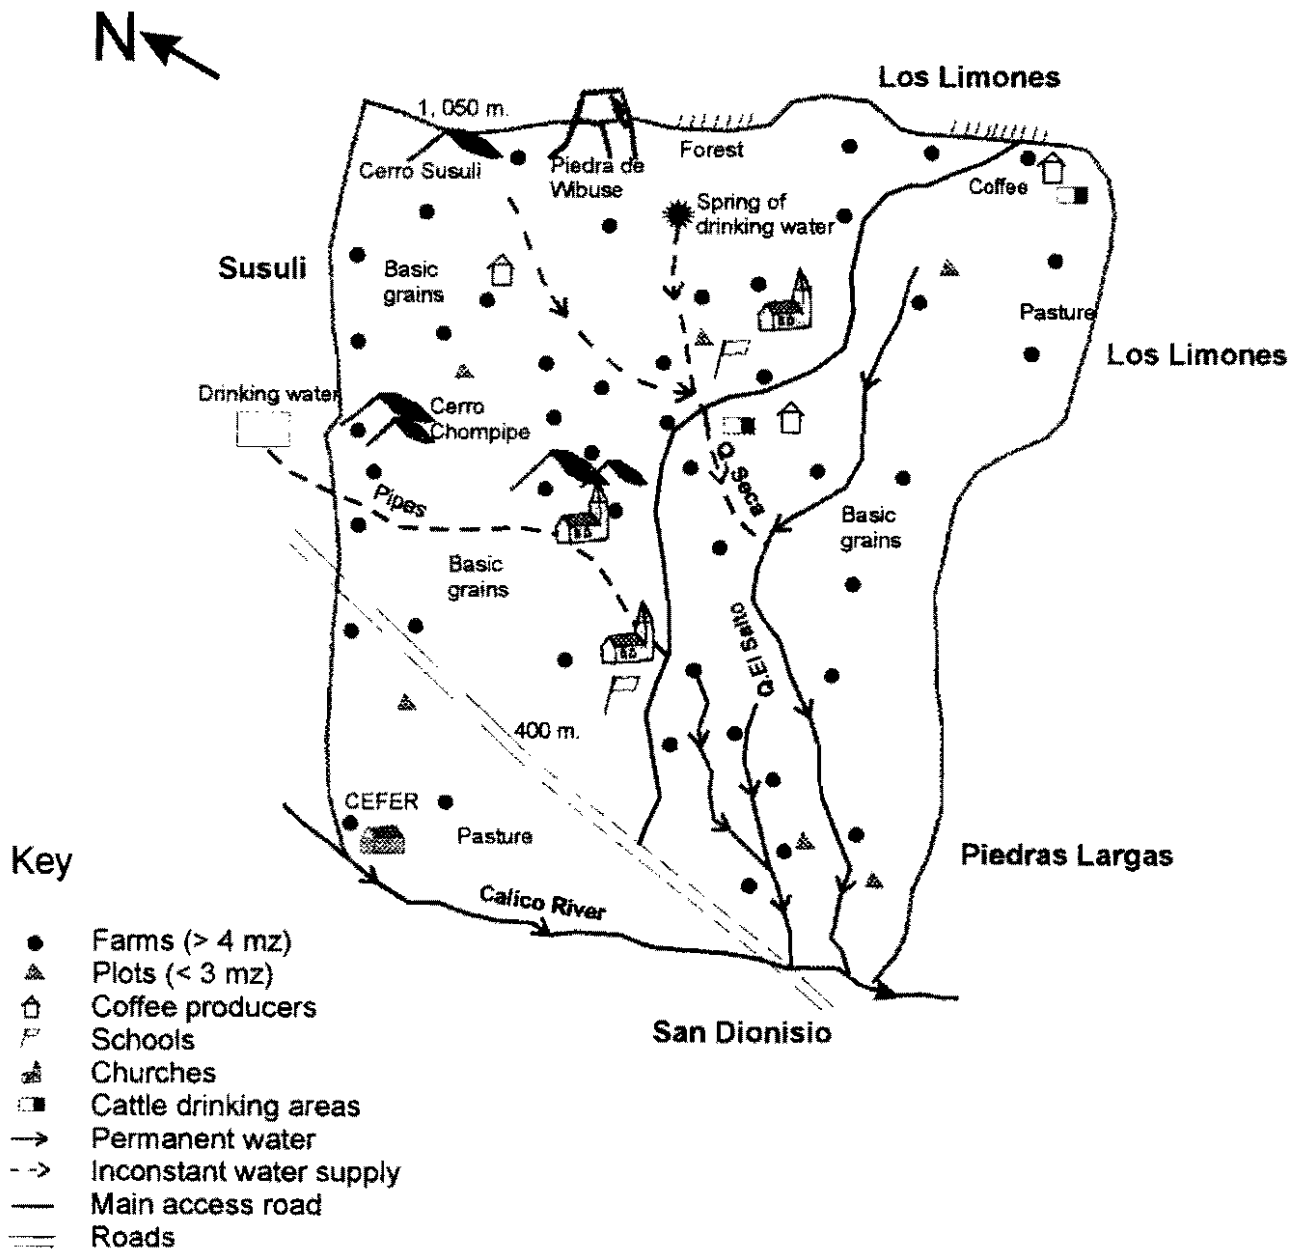 N
Los Limones
1, 050 m.
Cerro Susuli
Piedra de
Wibuse
Forest
Coffee
Spring of
drinking water
Susuli
Basic
grains
Pasture
Los Limones
Drinking water
Cerro
Chompipe
Q. Seca
Pipes
Basic
grains
Basic
grains
Q.El Salto
400 m.
CEFER
Pasture
Piedras Largas
Calico River
San Dionisio
Key
Farms (> 4 mz)
Plots (< 3 mz)
Coffee producers
Schools
Churches
Cattle drinking areas
Permanent water
Inconstant water supply
Main access road
Roads